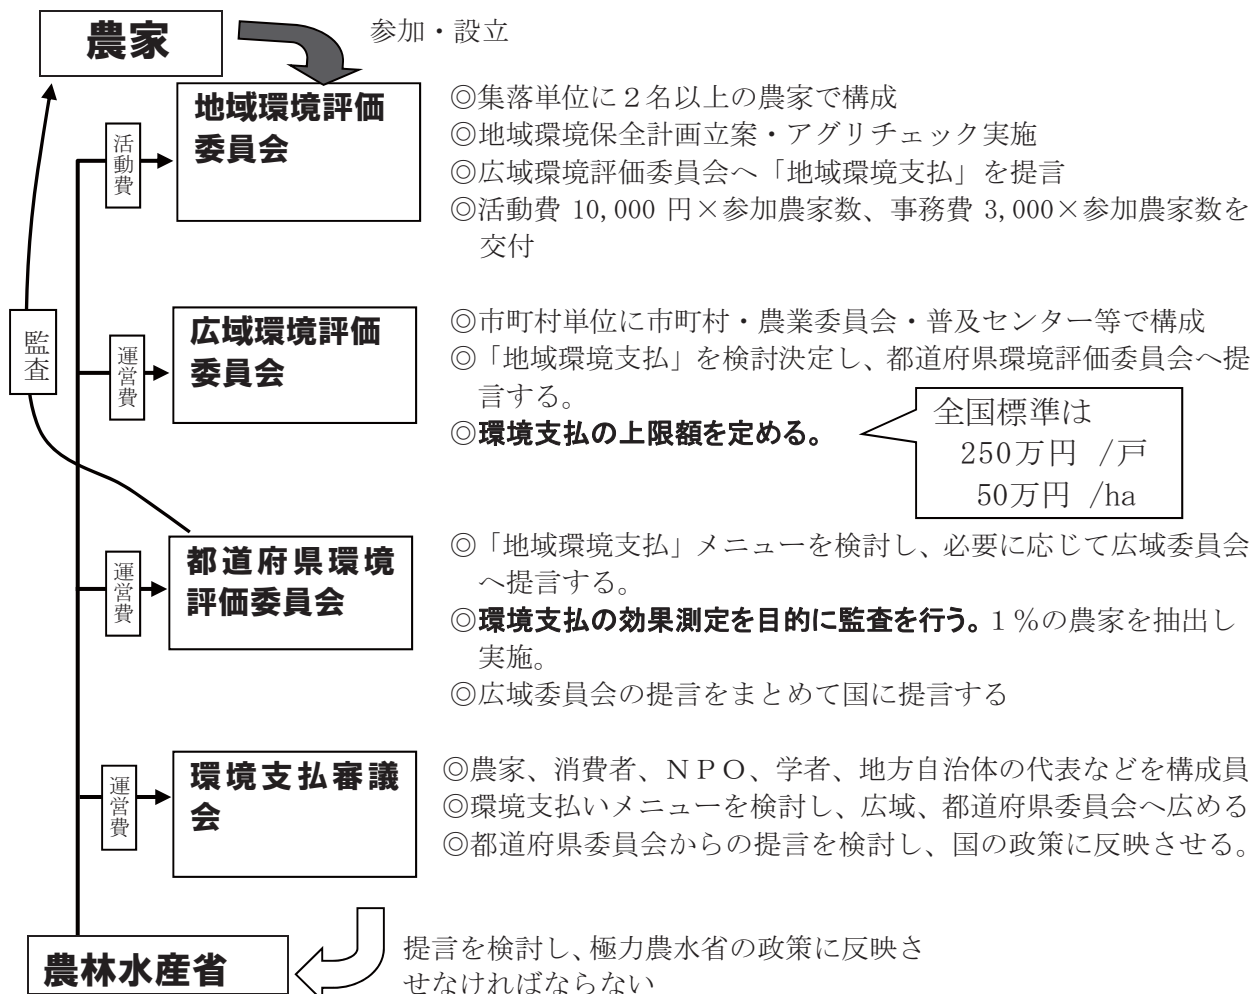 農家
参加・設立
地域環境評価
委員会
活動費
◎集落単位に２名以上の農家で構成
◎地域環境保全計画立案・アグリチェック実施
◎広域環境評価委員会へ「地域環境支払」を提言
◎活動費 10,000 円×参加農家数、事務費 3,000×参加農家数を
交付
監査
広域環境評価
委員会
運営費
◎市町村単位に市町村・農業委員会・普及センター等で構成
◎「地域環境支払」を検討決定し、都道府県環境評価委員会へ提
言する。
◎環境支払の上限額を定める。
全国標準は
250万円 /戸
50万円 /ha
都道府県環境
評価委員会
運営費
◎「地域環境支払」メニューを検討し、必要に応じて広域委員会
へ提言する。
◎環境支払の効果測定を目的に監査を行う。１％の農家を抽出し
実施。
◎広域委員会の提言をまとめて国に提言する
環境支払審議
会
運営費
◎農家、消費者、ＮＰＯ、学者、地方自治体の代表などを構成員
◎環境支払いメニューを検討し、広域、都道府県委員会へ広める
◎都道府県委員会からの提言を検討し、国の政策に反映させる。
農林水産省
提言を検討し、極力農水省の政策に反映さ
せなければならない